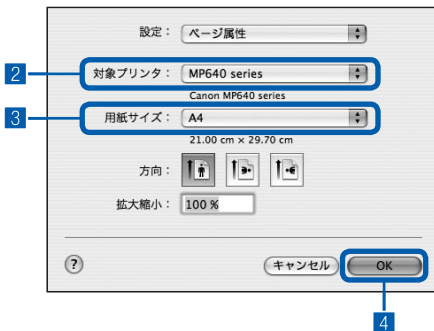 設定： ページ属性
2 対象プリンタ： MP640 series
Canon MP640 series
3 用紙サイズ： A4
21.00 cm × 29.70 cm
方向：
拡大縮小： 100 %
? キャンセル OK
4